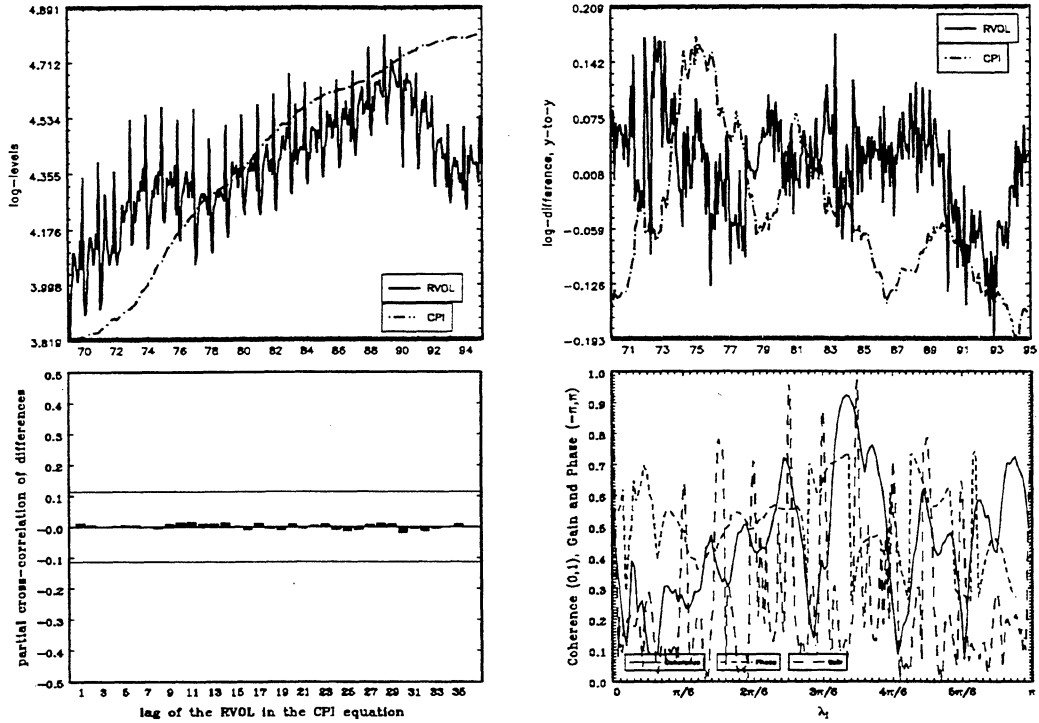 4.891
4.712
4.534
4.355
4.176
3.998
3.819
log-levels
RVOL
CPI
70 72 74 76 78 80 82 84 86 88 90 92 94
0.209
0.142
0.075
0.008
-0.059
-0.126
-0.193
log-difference, y-to-y
RVOL
CPI
71 73 75 77 79 81 83 85 87 89 91 93 95
0.5
0.4
0.3
0.2
0.1
-0.0
-0.1
-0.2
-0.3
-0.4
-0.5
partial cross-correlation of differences
1 3 5 7 9 11 13 15 17 19 21 23 25 27 29 31 33 35
lag of the RVOL in the CPI equation
1.0
0.9
0.8
0.7
0.6
0.5
0.4
0.3
0.2
0.1
0.0
Coherence (0,1), Gain and Phase (-π,π)
Phase
Gain
0 π/6 2π/6 3π/6 4π/6 5π/6 π
λj